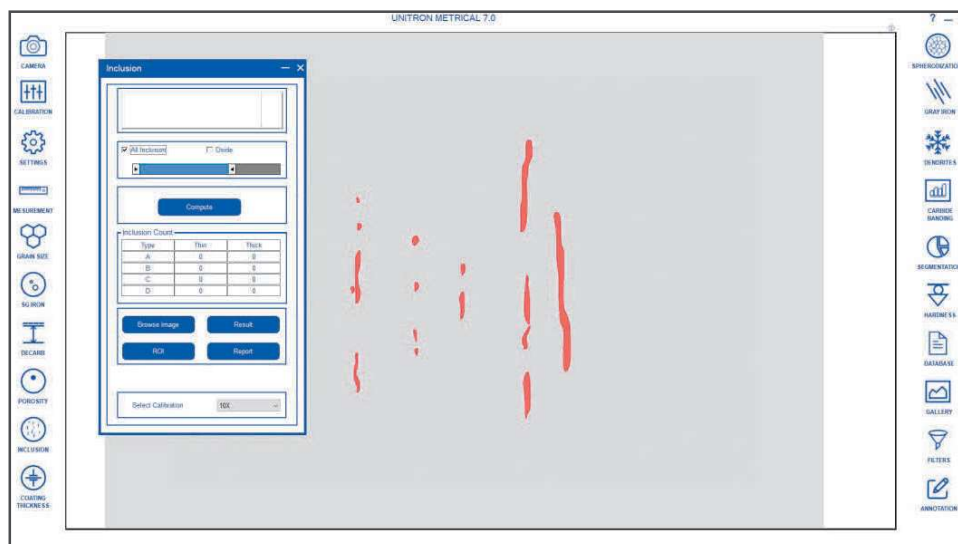 UNITRON METRICAL 7.0
? —
CAMERA
CALIBRATION
SETTINGS
MESUREMENT
GRAIN SIZE
SG IRON
DECARB
POROSITY
INCLUSION
COATING
THICKNESS
Inclusion — ×
All Inclusion Oxide
Compute
Inclusion Count
Type Thin Thick
A 0 0
B 0 0
C 0 0
D 0 0
Browse Image Result
ROI Report
Select Calibration 10X
SPHERODIZATIO
GRAY IRON
DENDRITES
CARBIDE
BANDING
SEGMENTATIO
HARDNESS
DATABASE
GALLERY
FILTERS
ANNOTATION